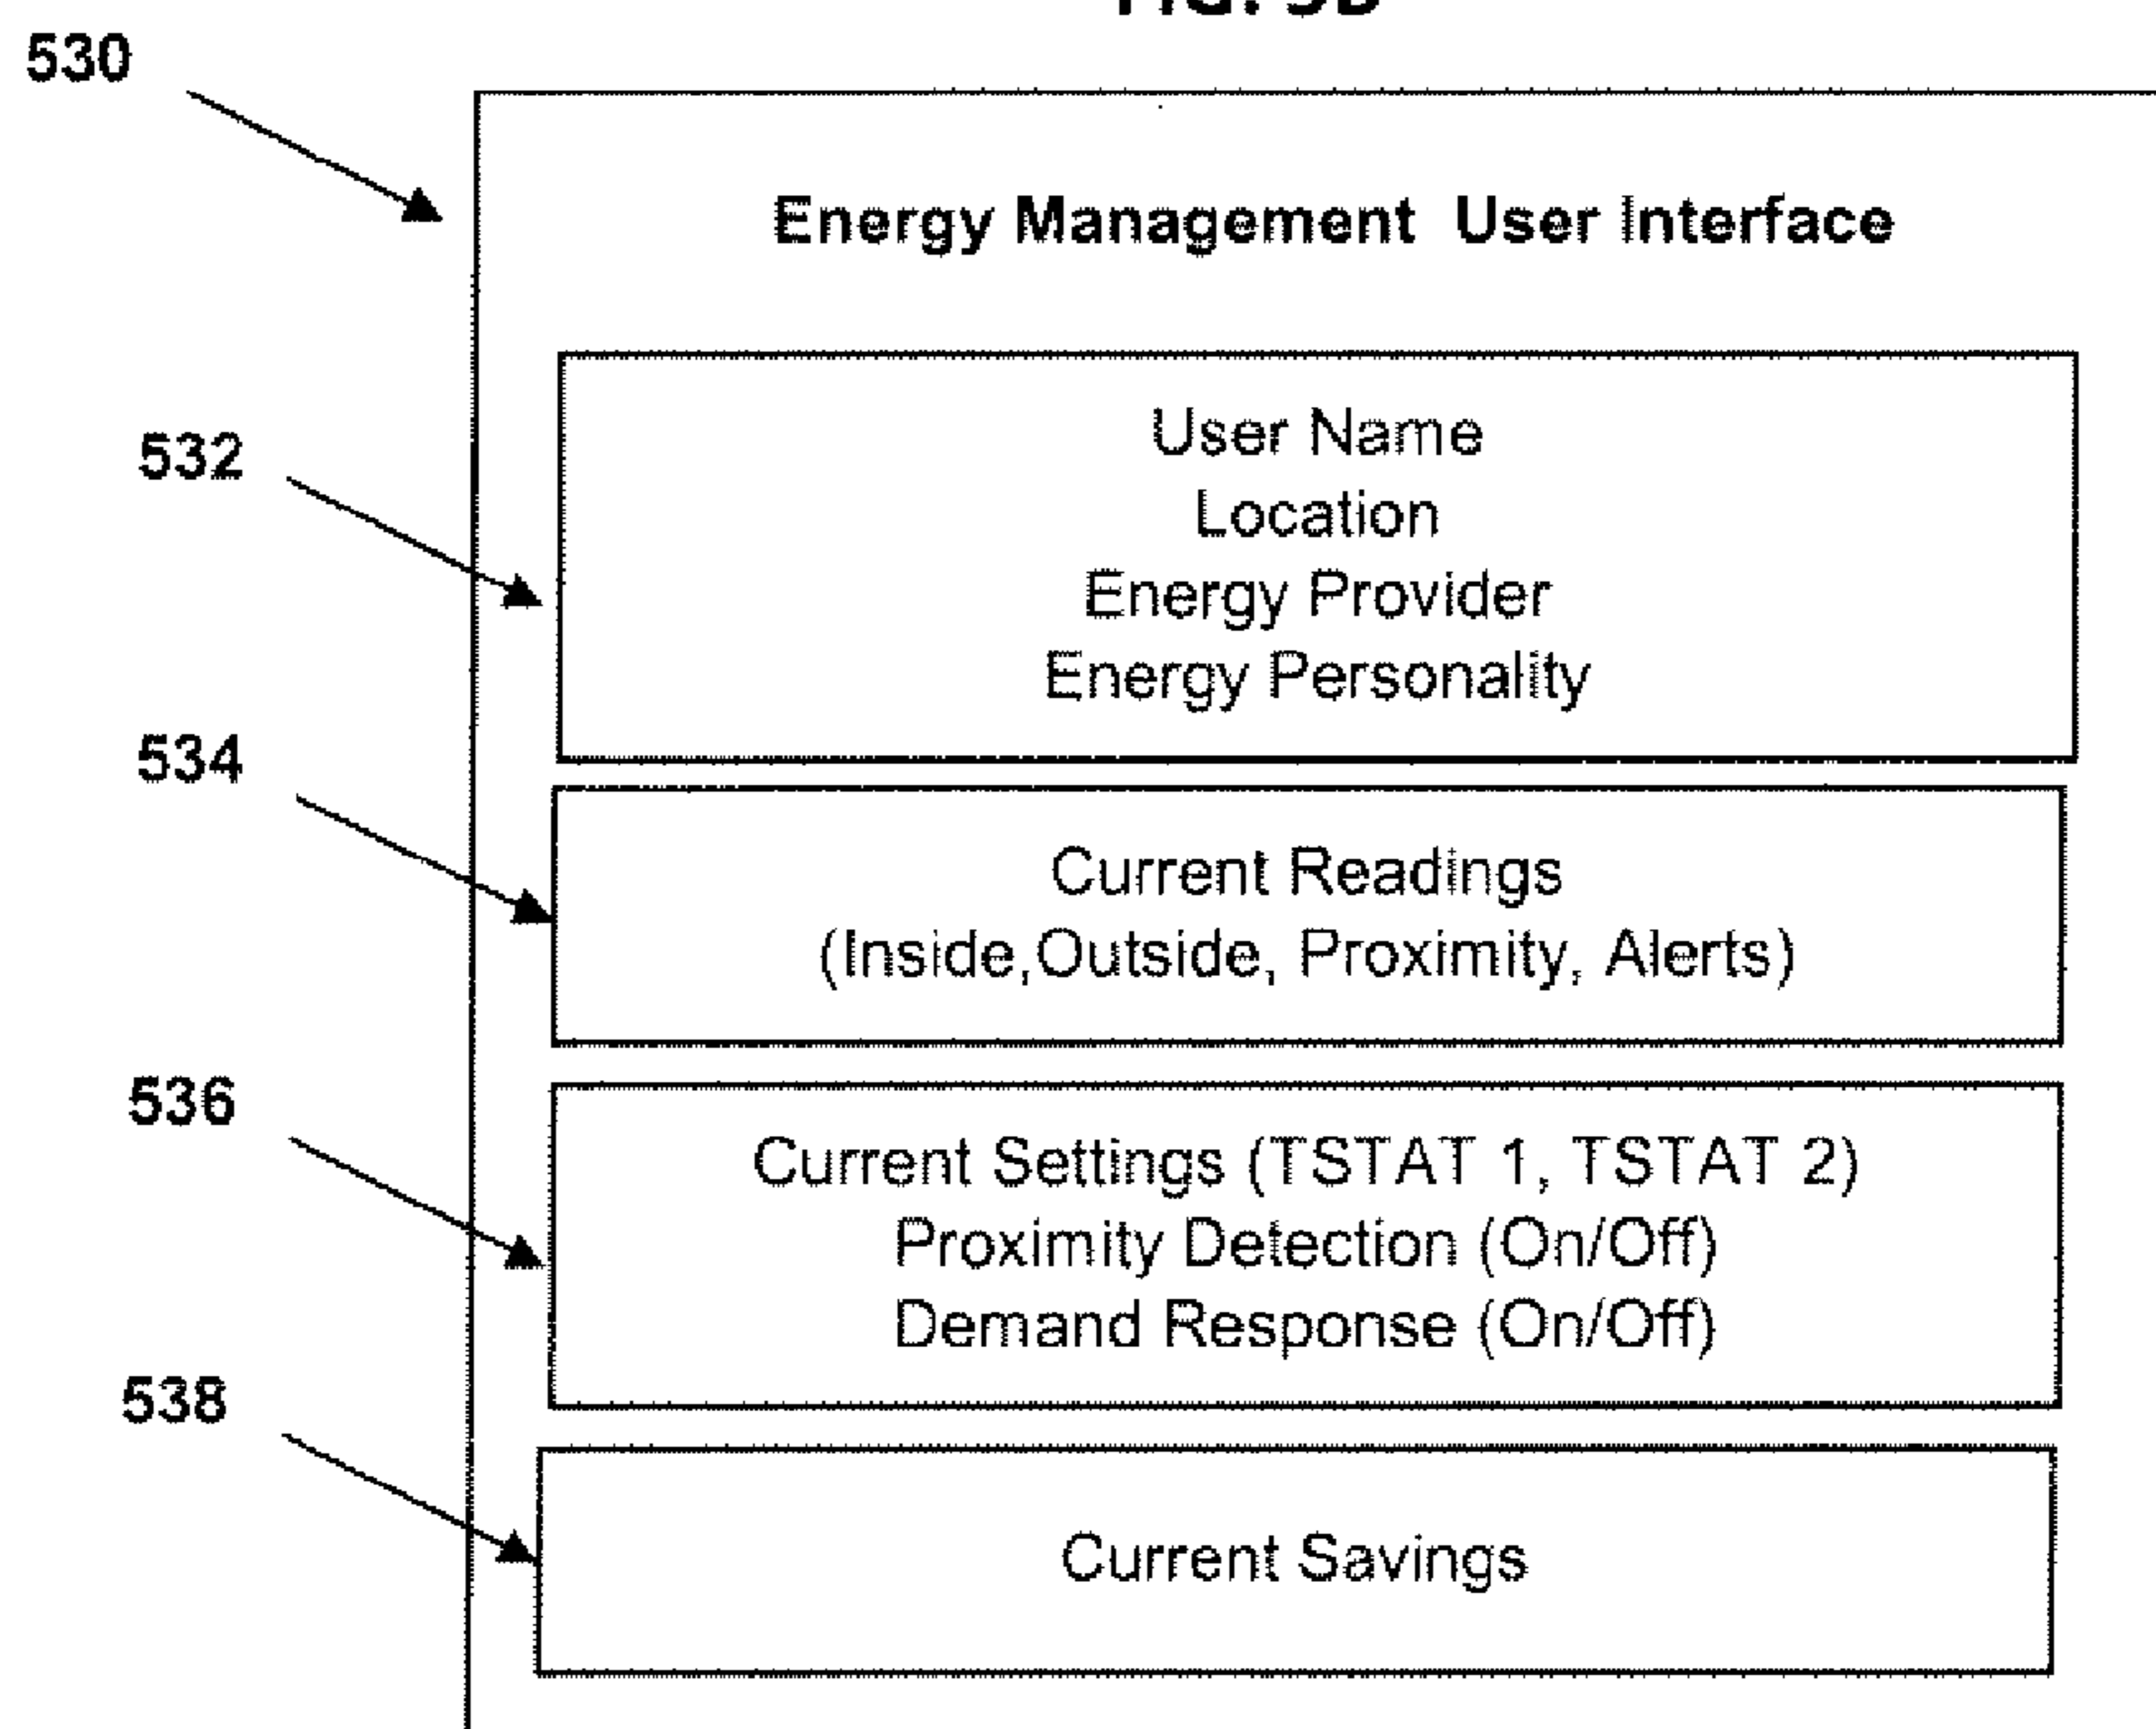 530
Energy Management User Interface
532
User Name
Location
Energy Provider
Energy Personality
534
Current Readings
(Inside,Outside, Proximity, Alerts)
536
Current Settings (TSTAT 1, TSTAT 2)
Proximity Detection (On/Off)
Demand Response (On/Off)
538
Current Savings